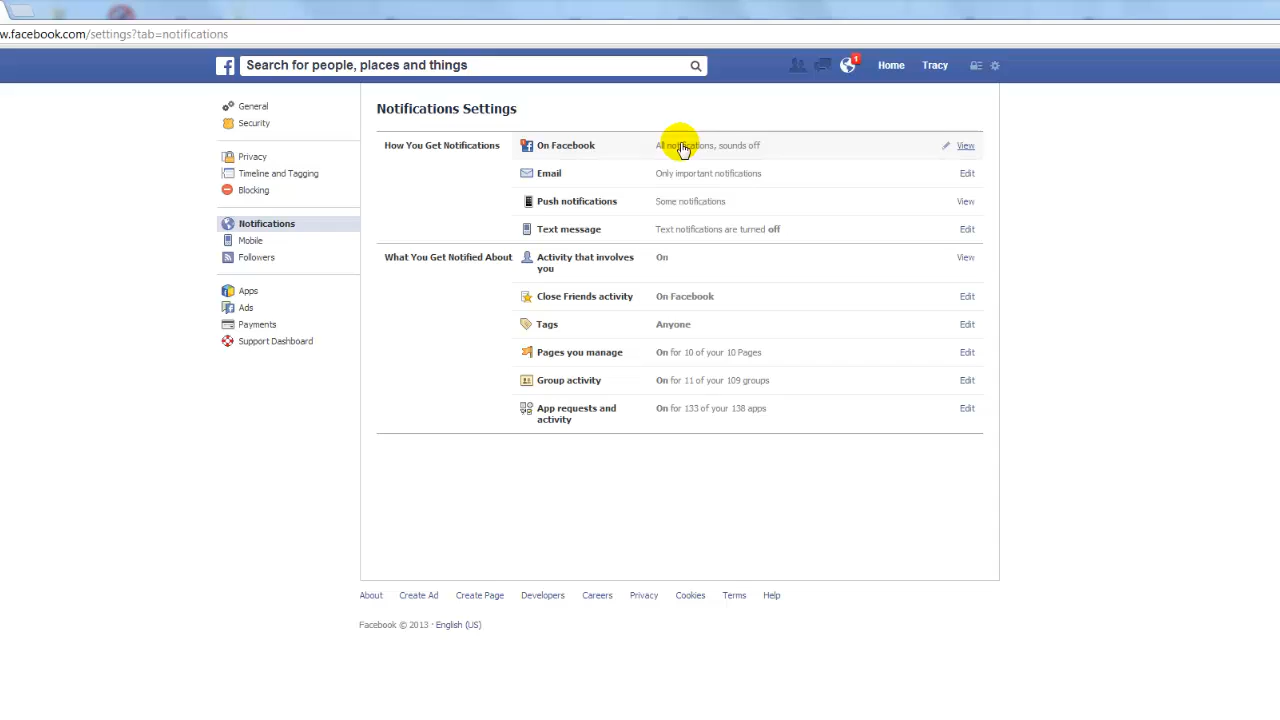 w.facebook.com/settings?tab=notifications
f Search for people, places and things 1 Home Tracy
Notifications Settings
General
Security
Privacy
Timeline and Tagging
Blocking
Notifications
Mobile
Followers
Apps
Ads
Payments
Support Dashboard
How You Get Notifications On Facebook All notifications, sounds off View
Email Only important notifications Edit
Push notifications Some notifications View
Text message Text notifications are turned off Edit
What You Get Notified About Activity that involves you On View
Close Friends activity On Facebook Edit
Tags Anyone Edit
Pages you manage On for 10 of your 10 Pages Edit
Group activity On for 11 of your 109 groups Edit
App requests and activity On for 133 of your 138 apps Edit
About Create Ad Create Page Developers Careers Privacy Cookies Terms Help
Facebook © 2013 · English (US)